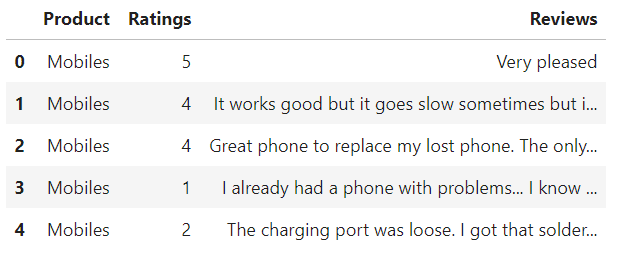 Product Ratings Reviews
0 Mobiles 5 Very pleased
1 Mobiles 4 It works good but it goes slow sometimes but i...
2 Mobiles 4 Great phone to replace my lost phone. The only...
3 Mobiles 1 I already had a phone with problems... I know ...
4 Mobiles 2 The charging port was loose. I got that solder...